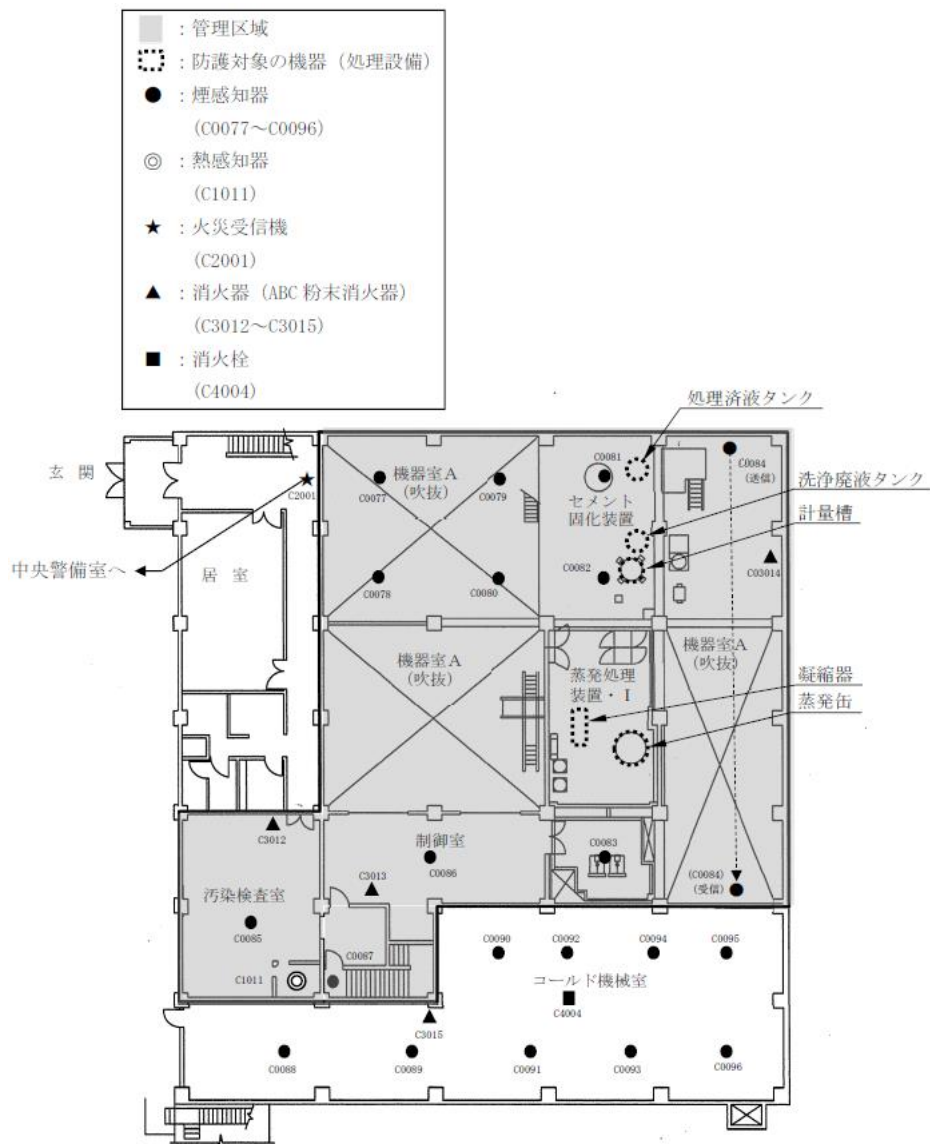 ：管理区域
：防護対象の機器（処理設備）
：煙感知器
(C0077～C0096)
：熱感知器
(C1011)
：火災受信機
(C2001)
：消火器（ABC 粉末消火器）
(C3012～C3015)
：消火栓
(C4004)
処理済液タンク
玄 関
C2001
C0077
機器室A
（吹抜）
C0079
C0081
セメント
固化装置
C0084
(送信)
洗浄廃液タンク
計量槽
中央警備室へ
居 室
C0078
C0080
C0082
C03014
機器室A
（吹抜）
蒸発処理
装置・Ⅰ
機器室A
（吹抜）
凝縮器
蒸発缶
C3012
制御室
C0086
C0083
C3013
(C0084)
(受信)
汚染検査室
C0085
C0087
C1011
C0090
C0092
C0094
C0095
コールド機械室
C4004
C3015
C0088
C0089
C0091
C0093
C0096